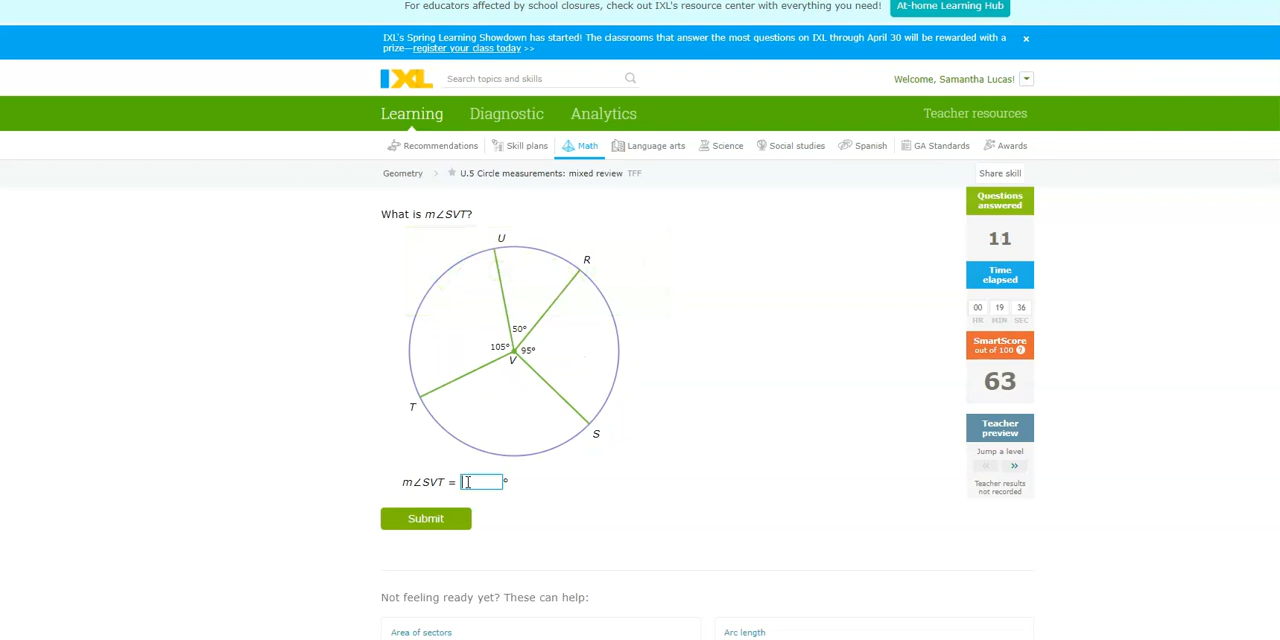 For educators affected by school closures, check out IXL's resource center with everything you need!
At-home Learning Hub
IXL's Spring Learning Showdown has started! The classrooms that answer the most questions on IXL through April 30 will be rewarded with a
prize—register your class today >>
×
IXL
Search topics and skills
Welcome, Samantha Lucas!
Learning
Diagnostic
Analytics
Teacher resources
Recommendations
Skill plans
Math
Language arts
Science
Social studies
Spanish
GA Standards
Awards
Geometry
>
U.5 Circle measurements: mixed review
TFF
Share skill
What is m∠SVT?
U
R
50°
105°
95°
V
T
S
m∠SVT =
°
Submit
Questions
answered
11
Time
elapsed
00
19
36
HR
MIN
SEC
SmartScore
out of 100 ?
63
Teacher
preview
Jump a level
<<
>>
Teacher results
not recorded
Not feeling ready yet? These can help:
Area of sectors
Arc length